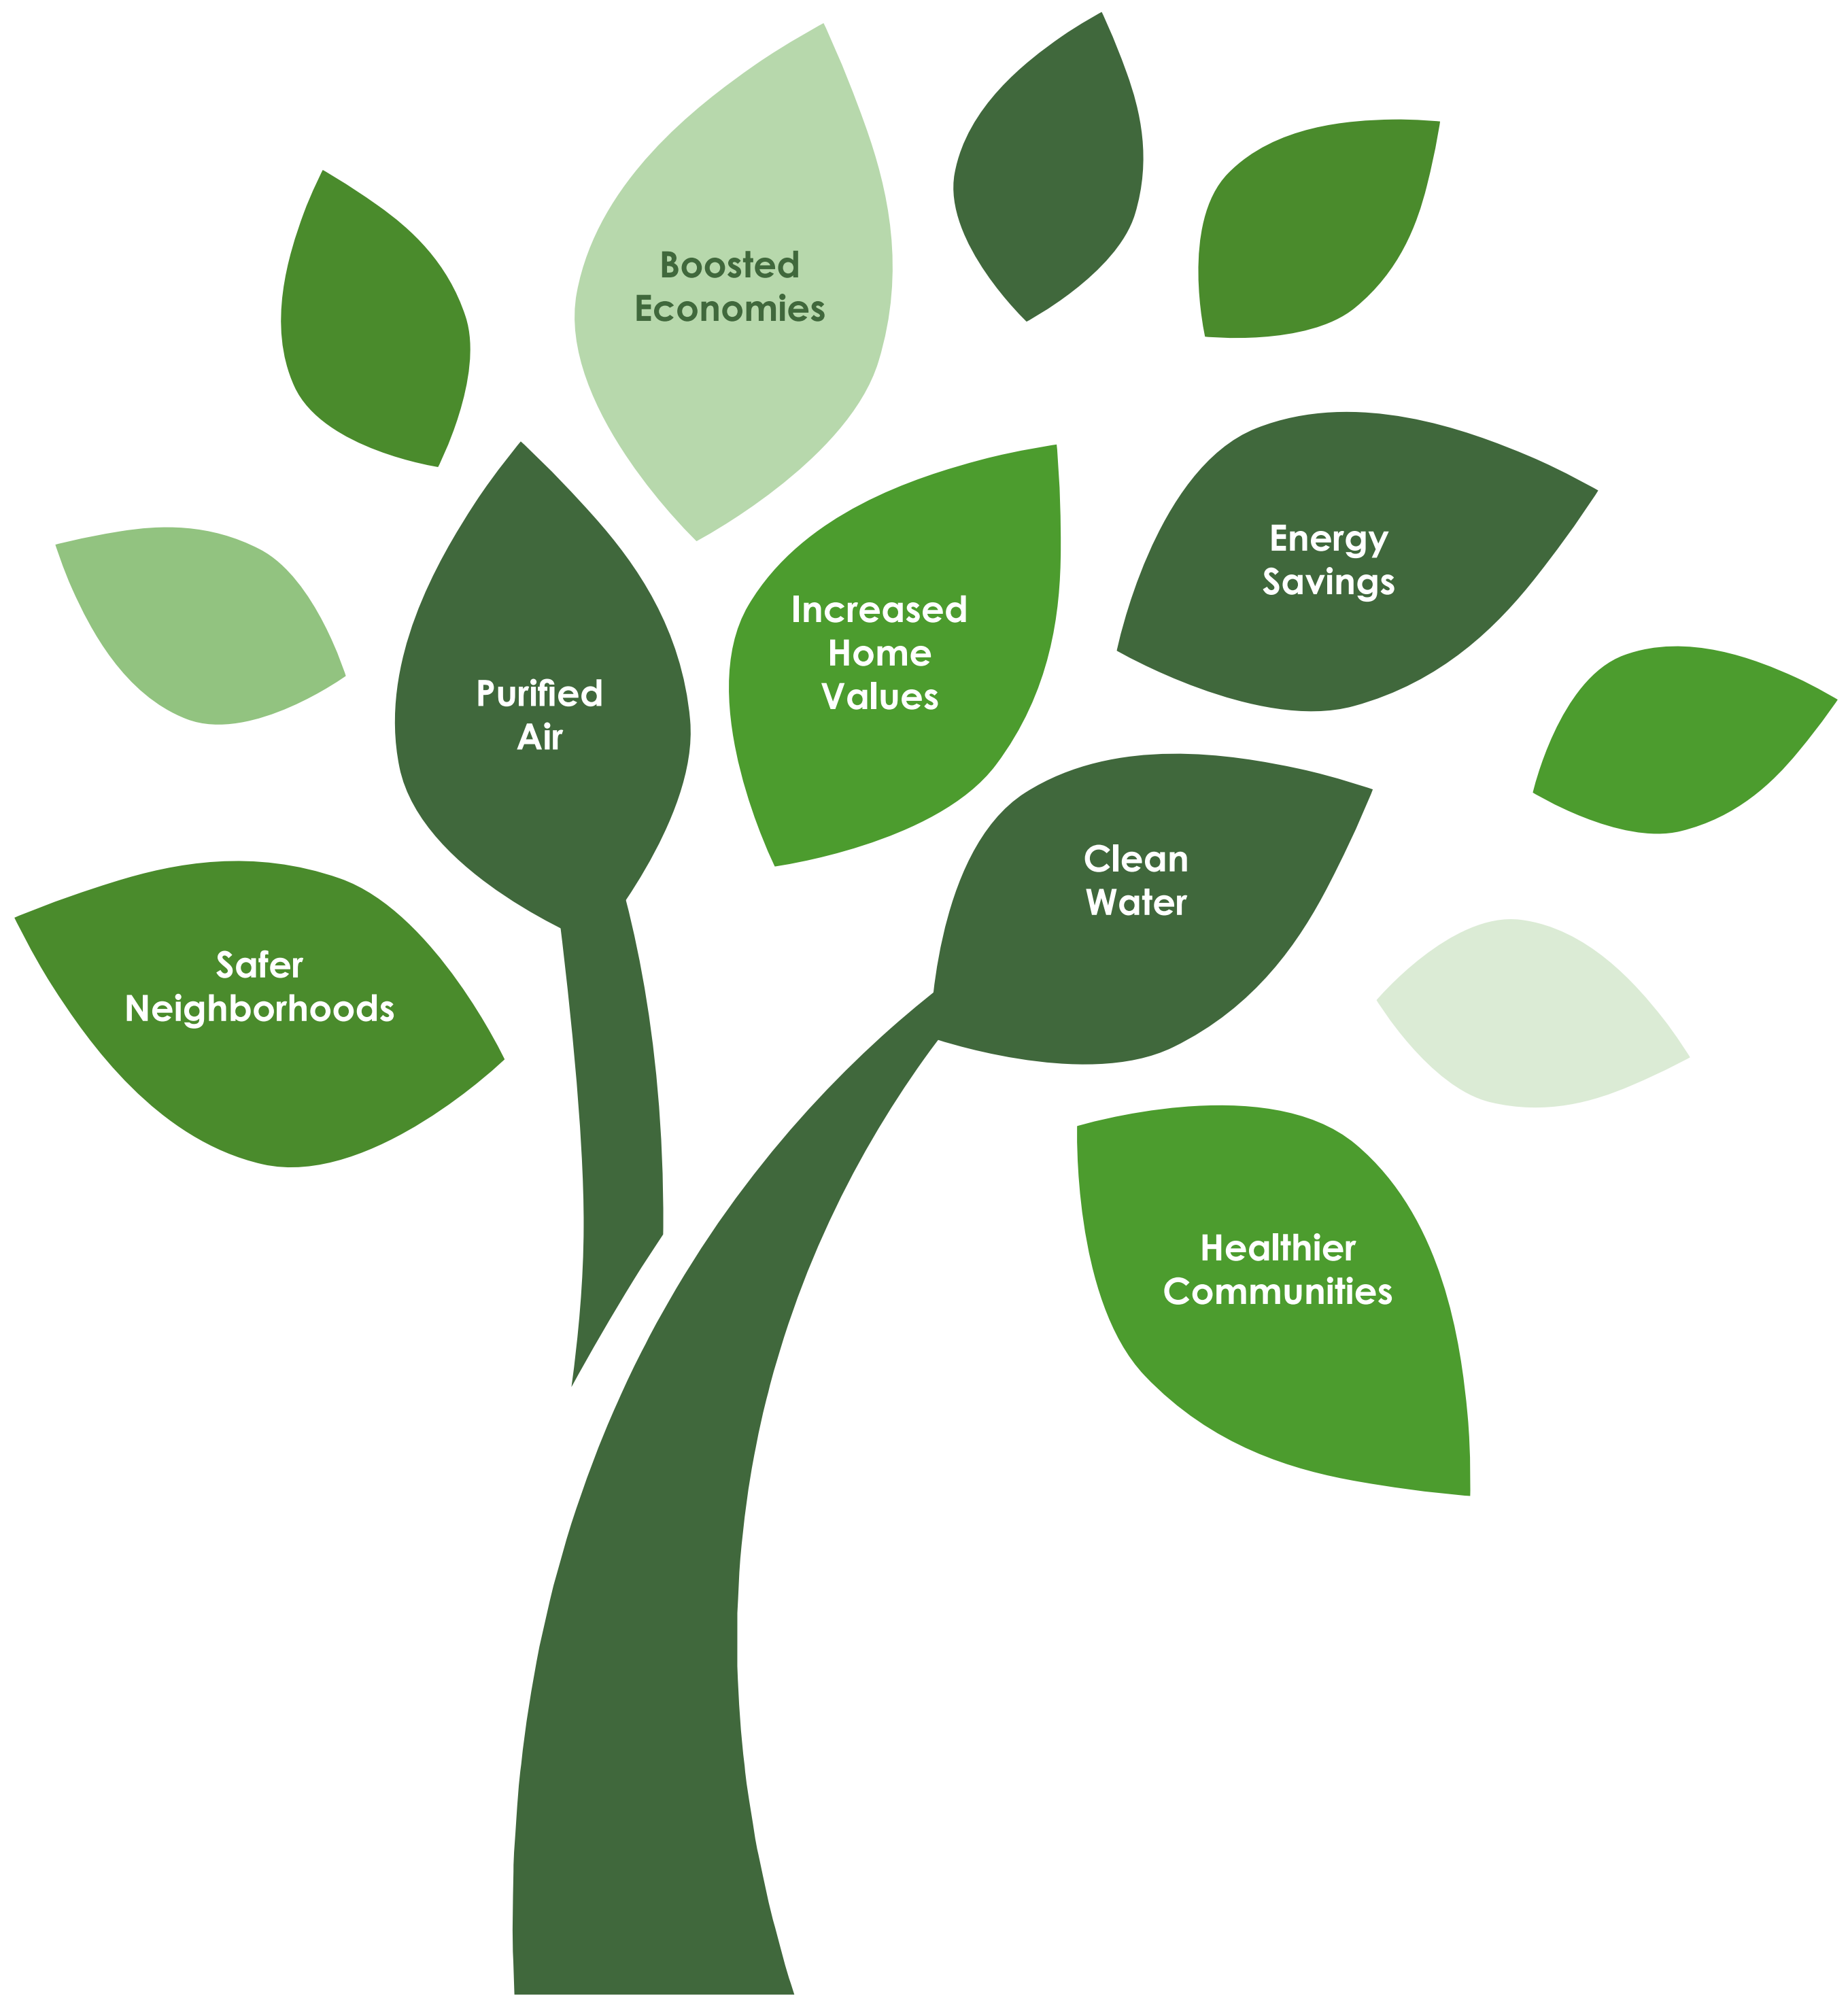 Boosted
Economies
Energy
Savings
Increased
Home
Values
Purified
Air
Clean
Water
Safer
Neighborhoods
Healthier
Communities